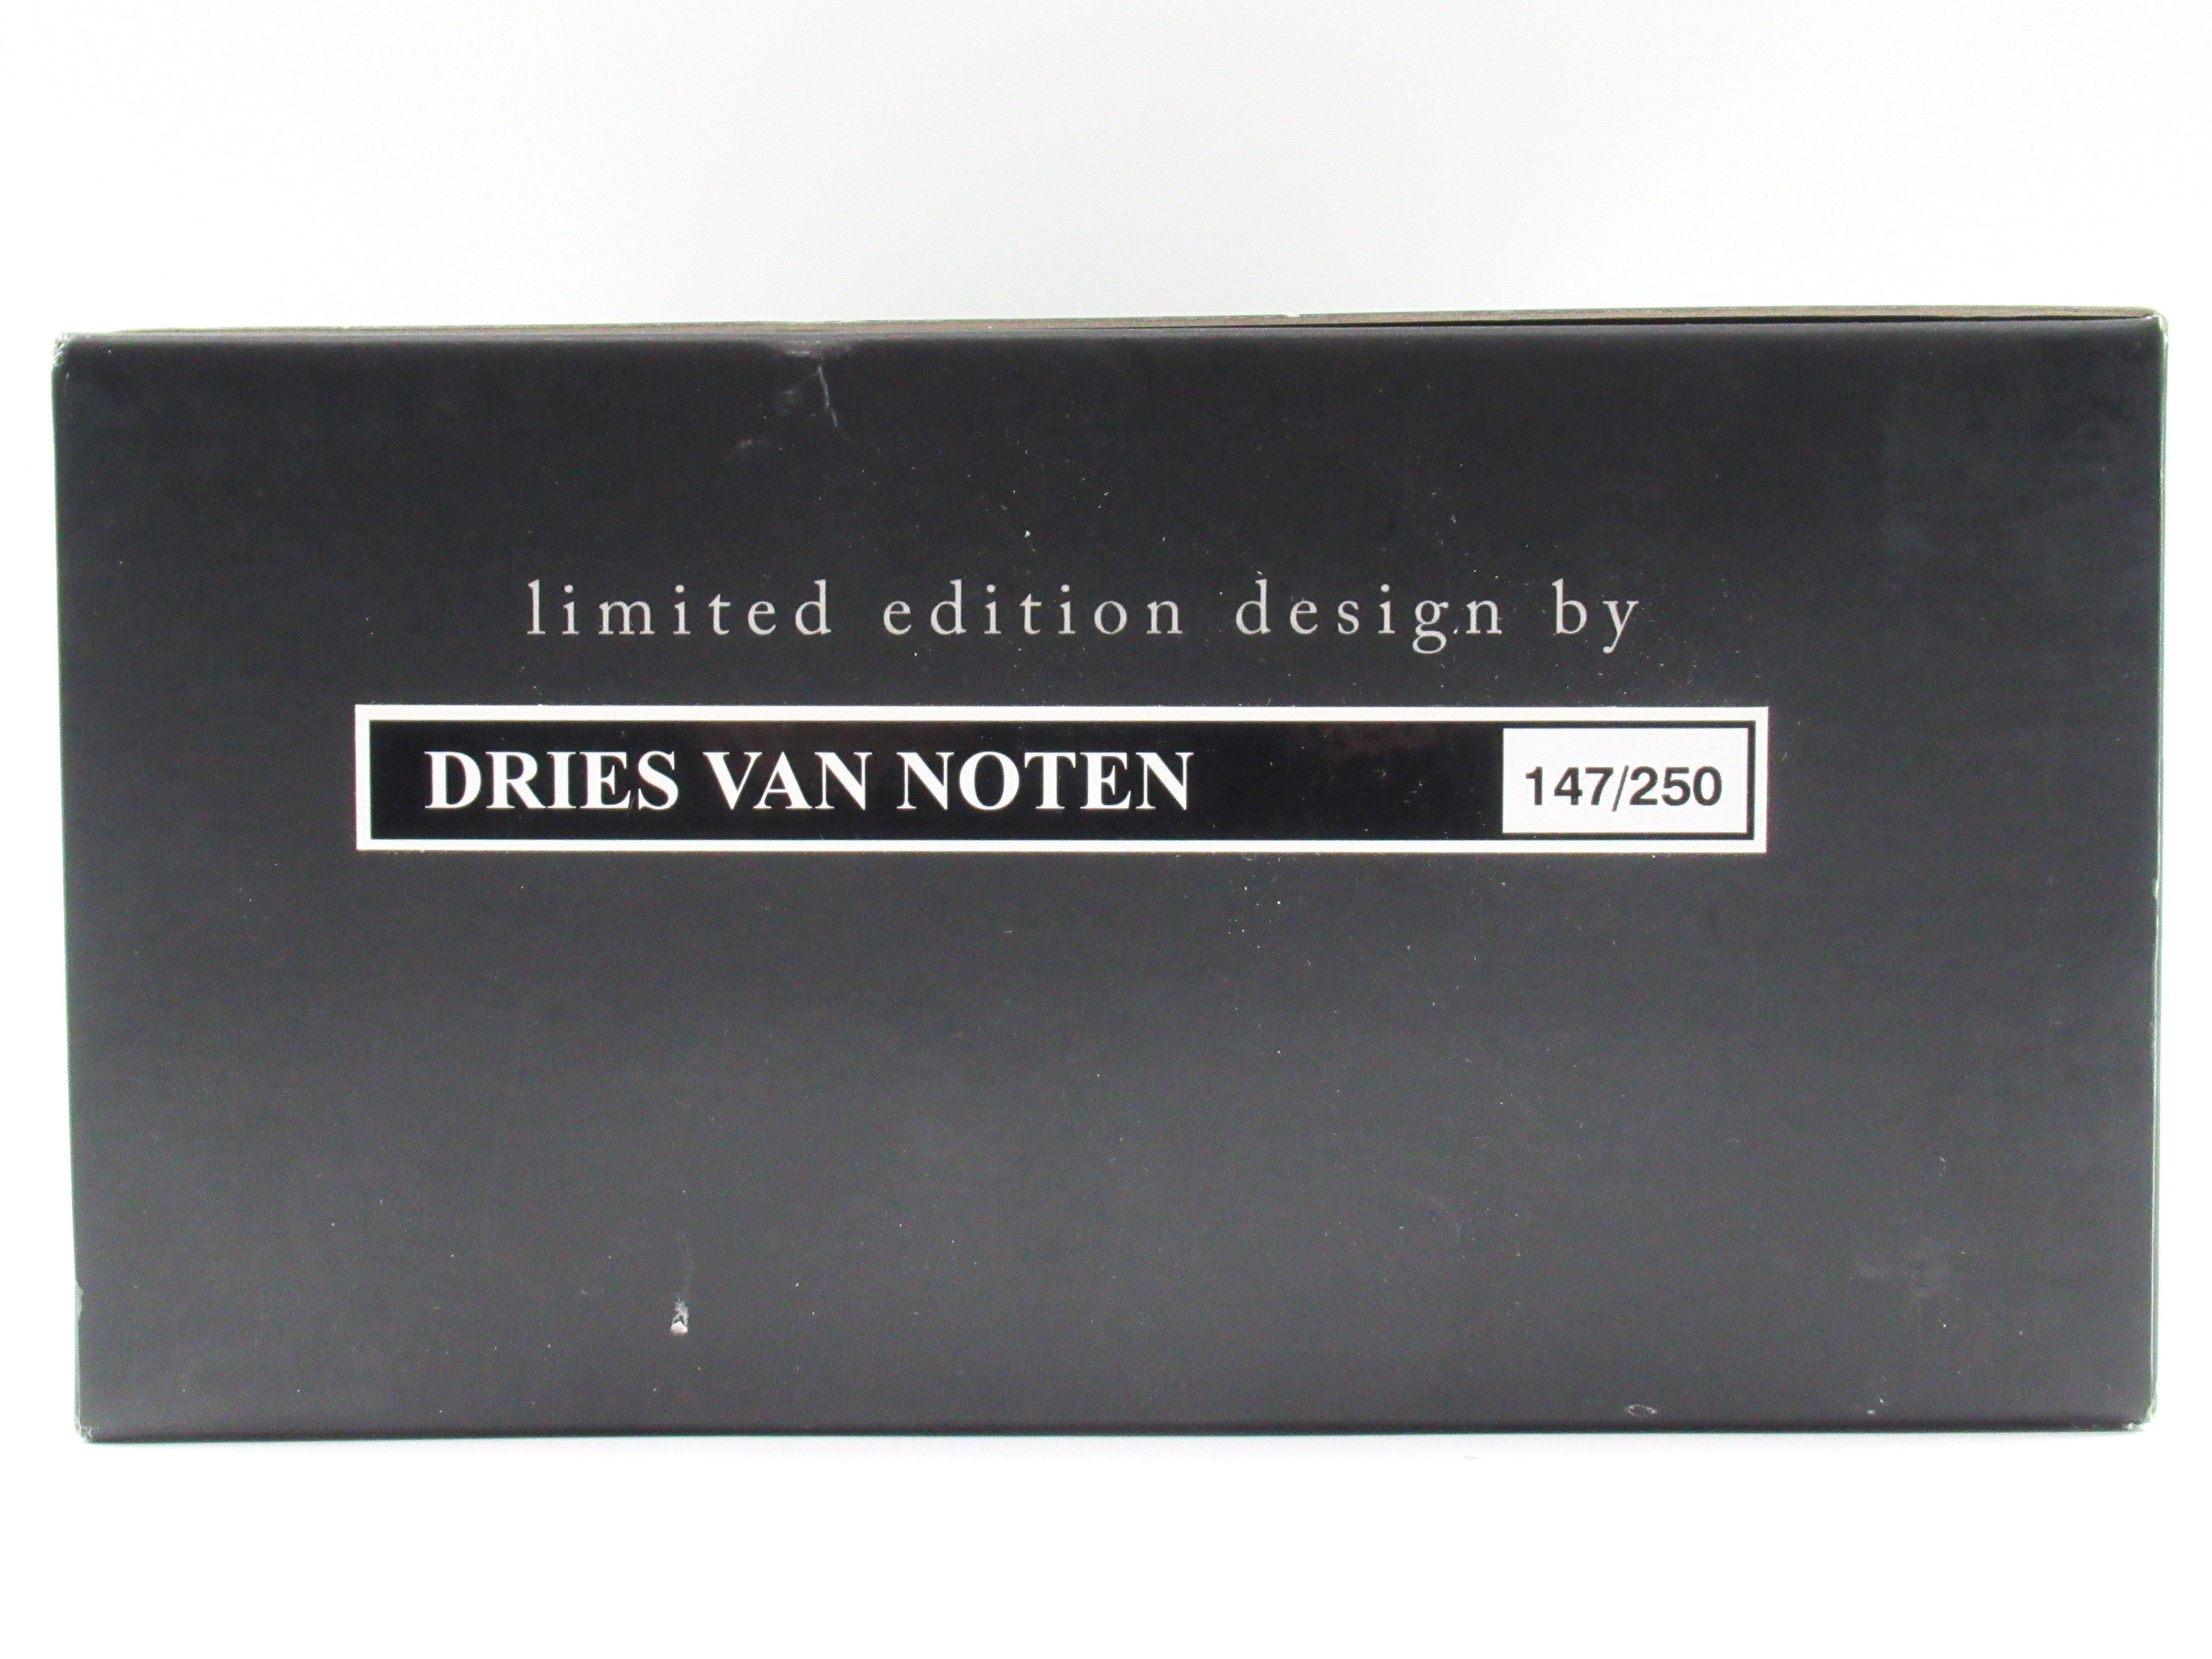 limited edition design by
DRIES VAN NOTEN 147/250